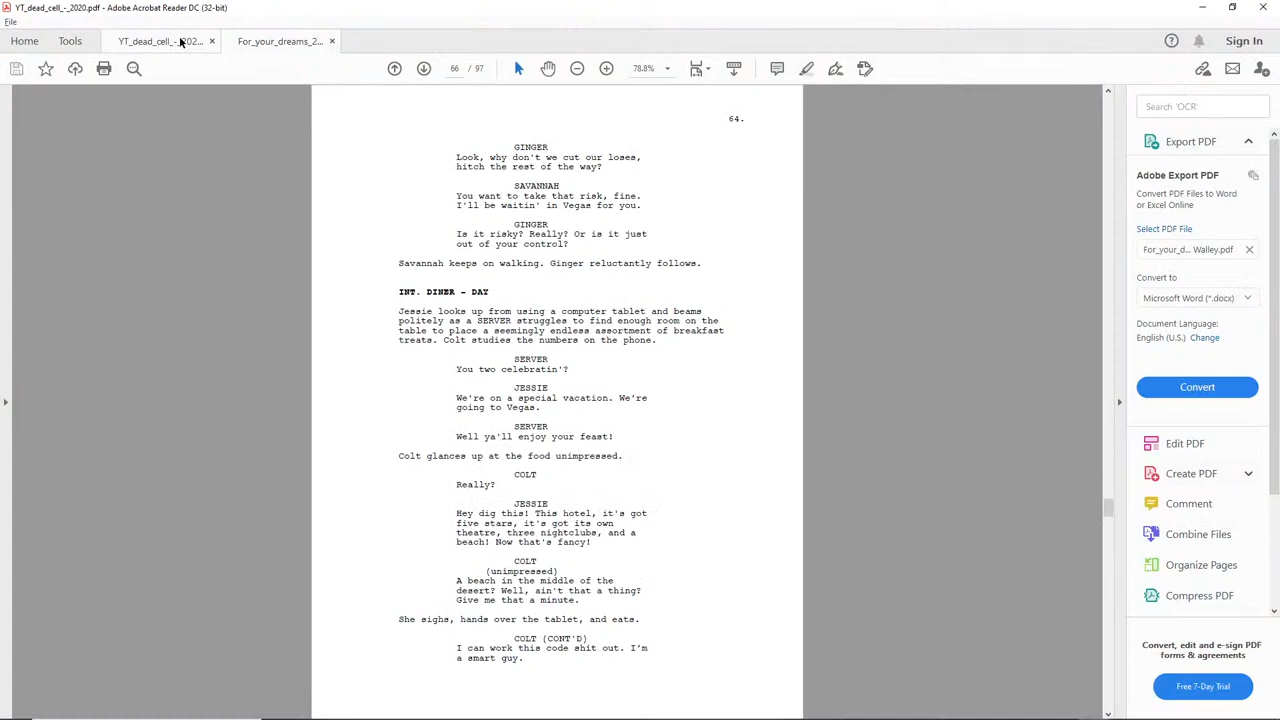 YT_dead_cell_-_2020.pdf - Adobe Acrobat Reader DC (32-bit)
File
Home
Tools
YT_dead_cell_-_202...
For_your_dreams_2...
Sign In
66 / 97
78.8%
64.
GINGER
Look, why don't we cut our loses,
hitch the rest of the way?
SAVANNAH
You want to take that risk, fine.
I'll be waitin' in Vegas for you.
GINGER
Is it risky? Really? Or is it just
out of your control?
Savannah keeps on walking. Ginger reluctantly follows.
INT. DINER - DAY
Jessie looks up from using a computer tablet and beams
politely as a SERVER struggles to find enough room on the
table to place a seemingly endless assortment of breakfast
treats. Colt studies the numbers on the phone.
SERVER
You two celebratin'?
JESSIE
We're on a special vacation. We're
going to Vegas.
SERVER
Well ya'll enjoy your feast!
Colt glances up at the food unimpressed.
COLT
Really?
JESSIE
Hey dig this! This hotel, it's got
five stars, it's got its own
theatre, three nightclubs, and a
beach! Now that's fancy!
COLT
(unimpressed)
A beach in the middle of the
desert? Well, ain't that a thing?
Give me that a minute.
She sighs, hands over the tablet, and eats.
COLT (CONT'D)
I can work this code shit out. I'm
a smart guy.
Search 'OCR'
Export PDF
Adobe Export PDF
Convert PDF Files to Word
or Excel Online
Select PDF File
For_your_d... Walley.pdf
Convert to
Microsoft Word (*.docx)
Document Language:
English (U.S.) Change
Convert
Edit PDF
Create PDF
Comment
Combine Files
Organize Pages
Compress PDF
Convert, edit and e-sign PDF
forms & agreements
Free 7-Day Trial